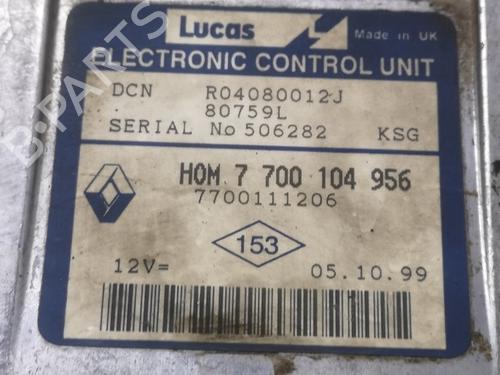 Lucas
Made in UK
ELECTRONIC CONTROL UNIT
DCN R04080012J
80759L
SERIAL No 506282 KSG
HOM 7 700 104 956
7700111206
153
12V= 05.10.99
B-PARTS